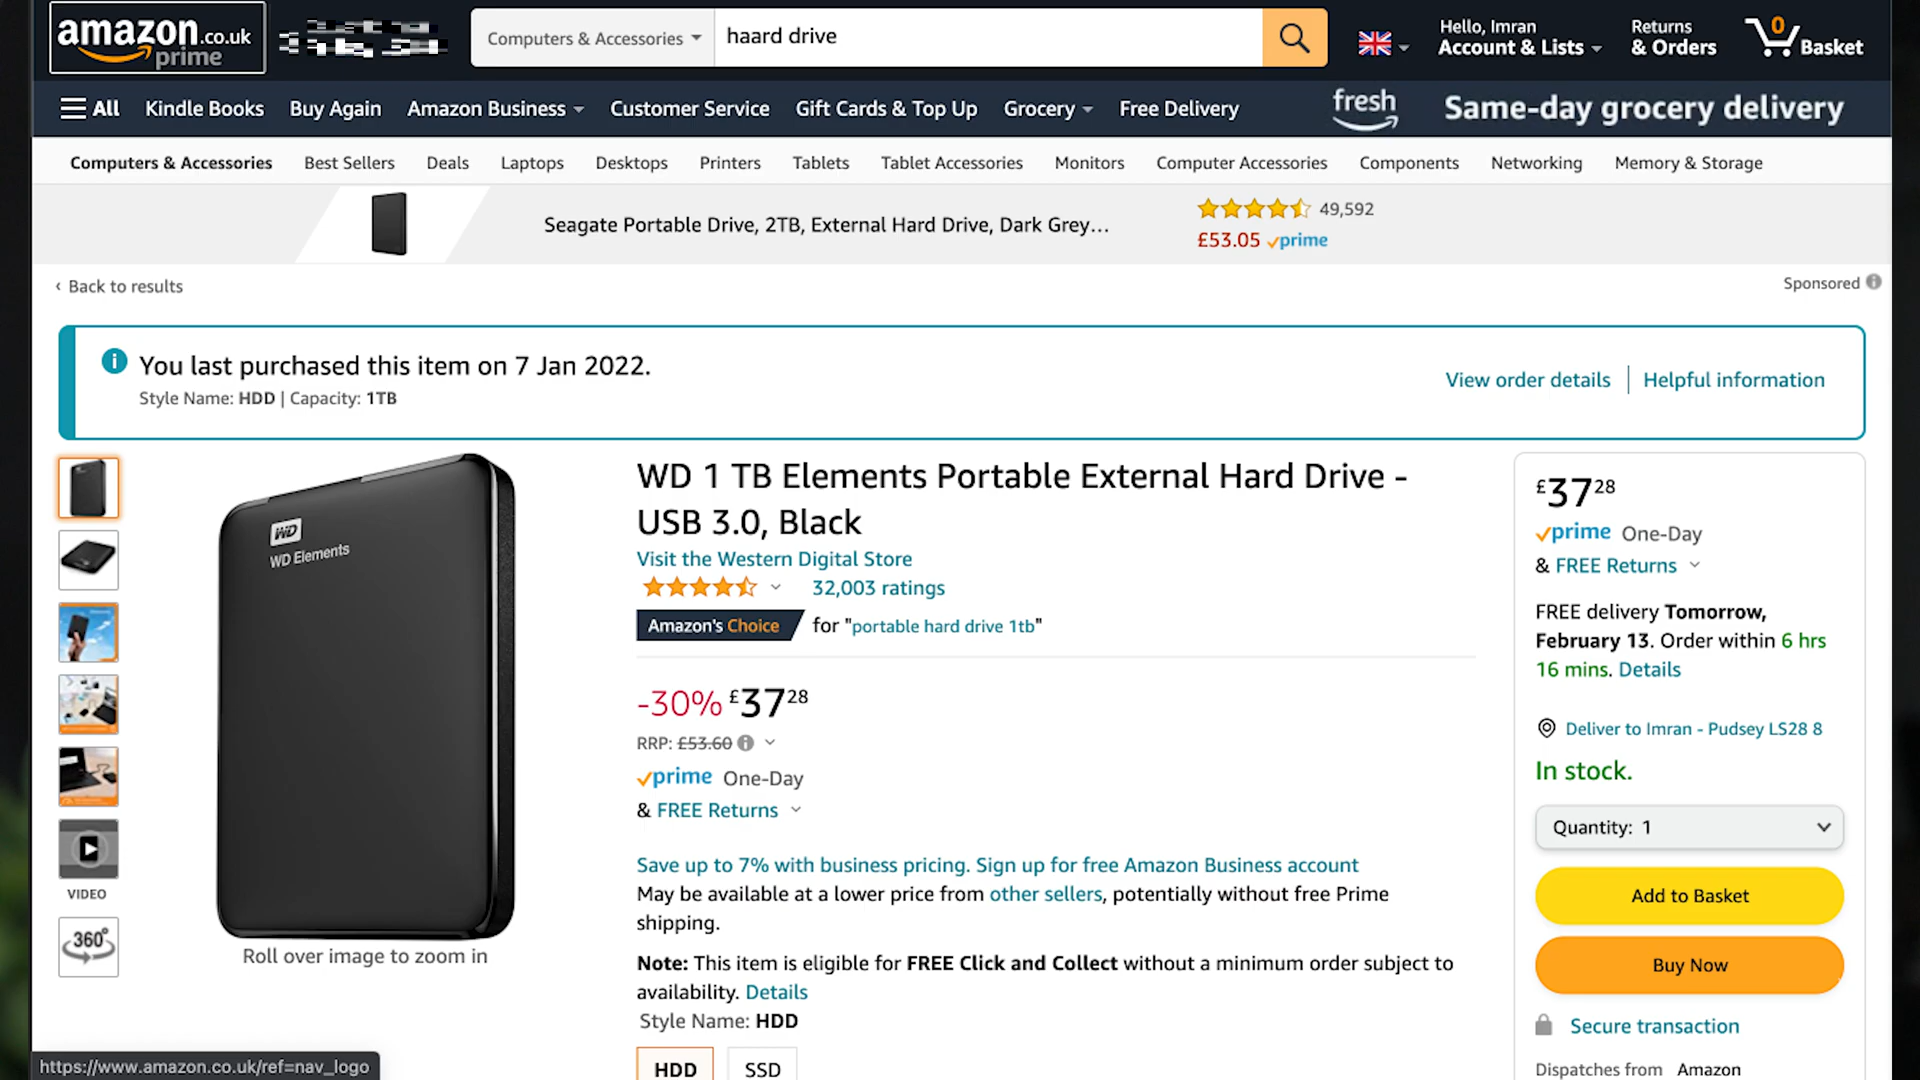 amazon.co.uk
prime
Computers & Accessories
haard drive
Hello, Imran
Account & Lists
Returns
& Orders
0
Basket
All
Kindle Books
Buy Again
Amazon Business
Customer Service
Gift Cards & Top Up
Grocery
Free Delivery
fresh
Same-day grocery delivery
Computers & Accessories
Best Sellers
Deals
Laptops
Desktops
Printers
Tablets
Tablet Accessories
Monitors
Computer Accessories
Components
Networking
Memory & Storage
Seagate Portable Drive, 2TB, External Hard Drive, Dark Grey…
49,592
£53.05 prime
‹ Back to results
Sponsored
You last purchased this item on 7 Jan 2022.
Style Name: HDD | Capacity: 1TB
View order details | Helpful information
VIDEO
360°
WD
WD Elements
Roll over image to zoom in
WD 1 TB Elements Portable External Hard Drive -
USB 3.0, Black
Visit the Western Digital Store
32,003 ratings
Amazon's Choice for "portable hard drive 1tb"
-30% £37 28
RRP: £53.60
prime One-Day
& FREE Returns
Save up to 7% with business pricing. Sign up for free Amazon Business account
May be available at a lower price from other sellers, potentially without free Prime
shipping.
Note: This item is eligible for FREE Click and Collect without a minimum order subject to
availability. Details
Style Name: HDD
HDD
SSD
£37 28
prime One-Day
& FREE Returns
FREE delivery Tomorrow,
February 13. Order within 6 hrs
16 mins. Details
Deliver to Imran - Pudsey LS28 8
In stock.
Quantity: 1
Add to Basket
Buy Now
Secure transaction
Dispatches from Amazon
https://www.amazon.co.uk/ref=nav_logo